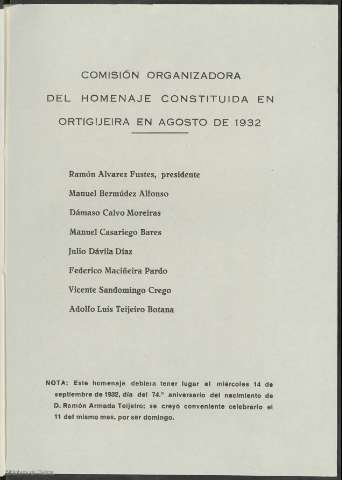 COMISIÓN ORGANIZADORA
DEL HOMENAJE CONSTITUIDA EN
ORTIGUEIRA EN AGOSTO DE 1932
Ramón Alvarez Fustes, presidente
Manuel Bermúdez Alfonso
Dámaso Calvo Moreiras
Manuel Casariego Bares
Julio Dávila Díaz
Federico Maciñeira Pardo
Vicente Sandomingo Crego
Adolfo Luis Teijeiro Botana
NOTA: Este homenaje debiera tener lugar el miércoles 14 de
septiembre de 1932, día del 74.º aniversario del nacimiento de
D. Ramón Armada Teijeiro; se creyó conveniente celebrarlo el
11 del mismo mes, por ser domingo.